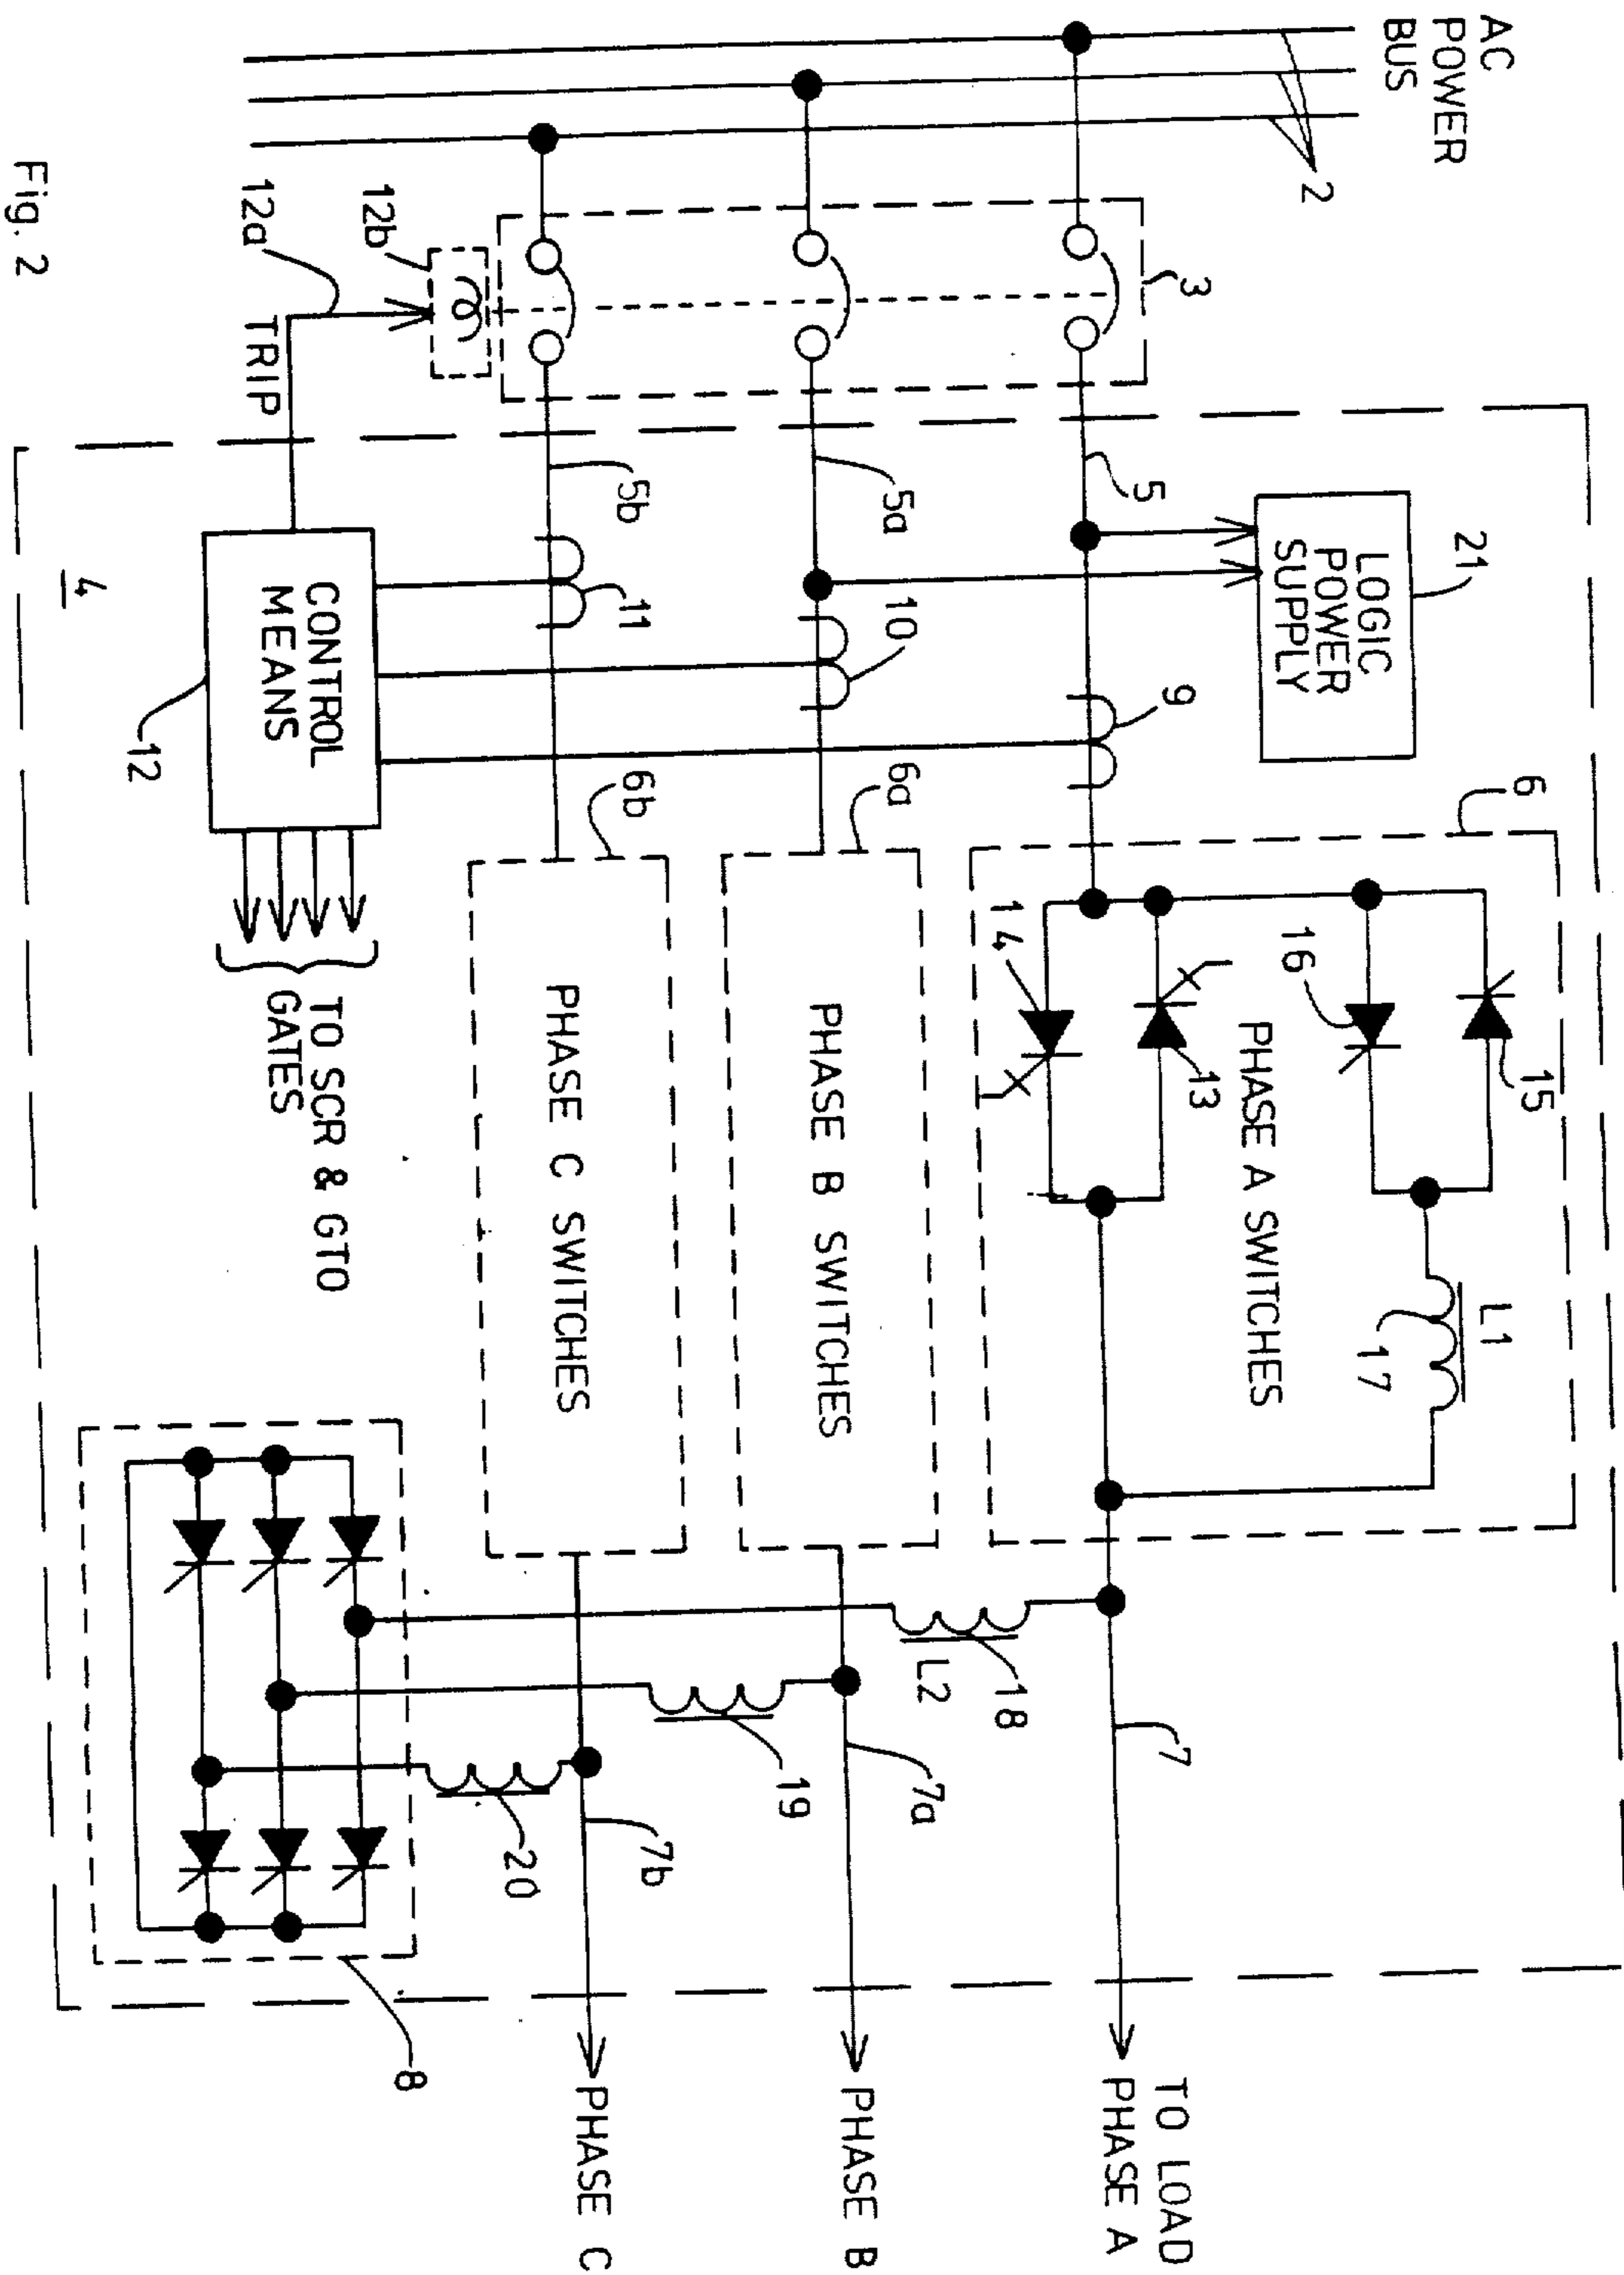 AC
POWER
BUS
2
3
12b
12a
TRIP
5
5a
5b
21
LOGIC
POWER
SUPPLY
9
10
11
CONTROL
MEANS
12
4
TO SCR & GTO
GATES
6
6a
6b
15
16
13
14
PHASE A SWITCHES
L1
17
PHASE B SWITCHES
PHASE C SWITCHES
18
L2
19
20
7
7a
7b
8
TO LOAD
PHASE A
PHASE B
PHASE C
Fig. 2